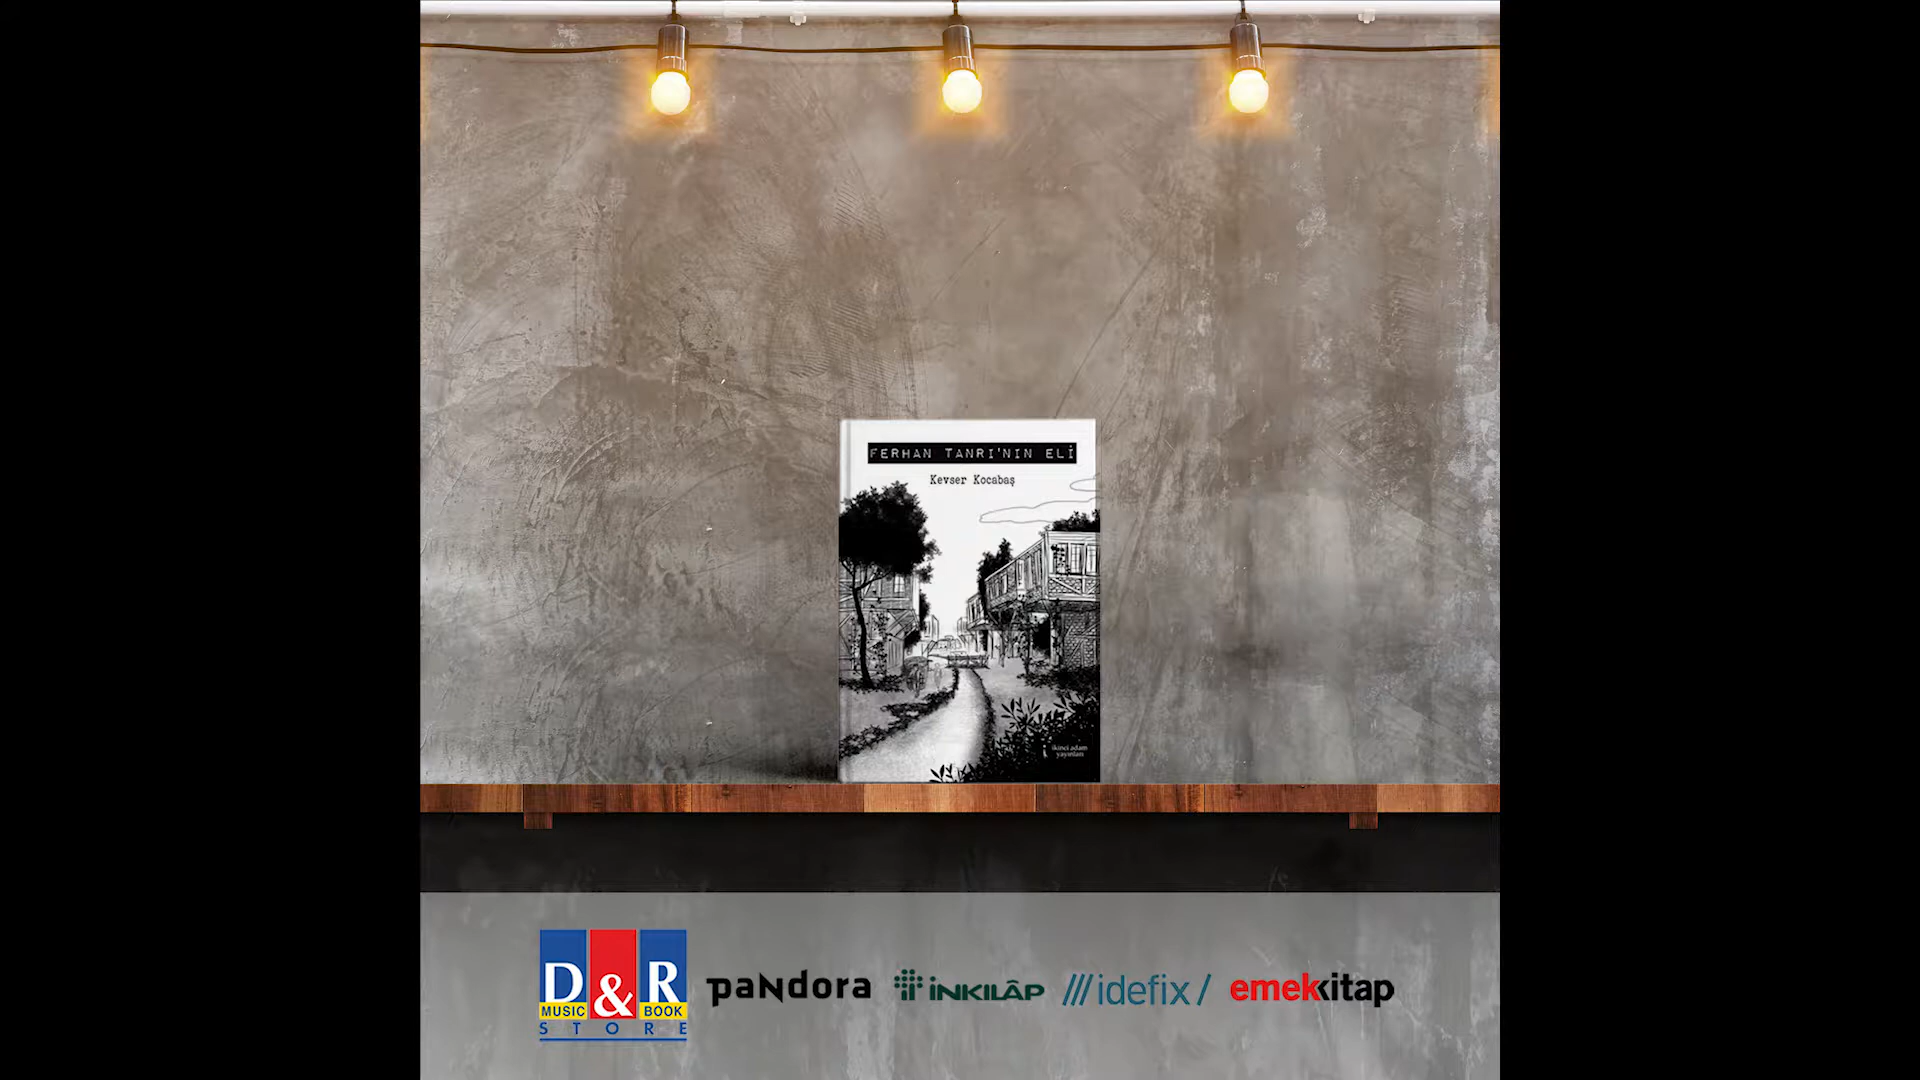 FERHAN TANRI'NIN ELİ
Kevser Kocabaş
ikinci adam
yayınları
D&R
MUSIC BOOK
STORE
paNdora
İNKILÂP
///idefix/
emekkitap